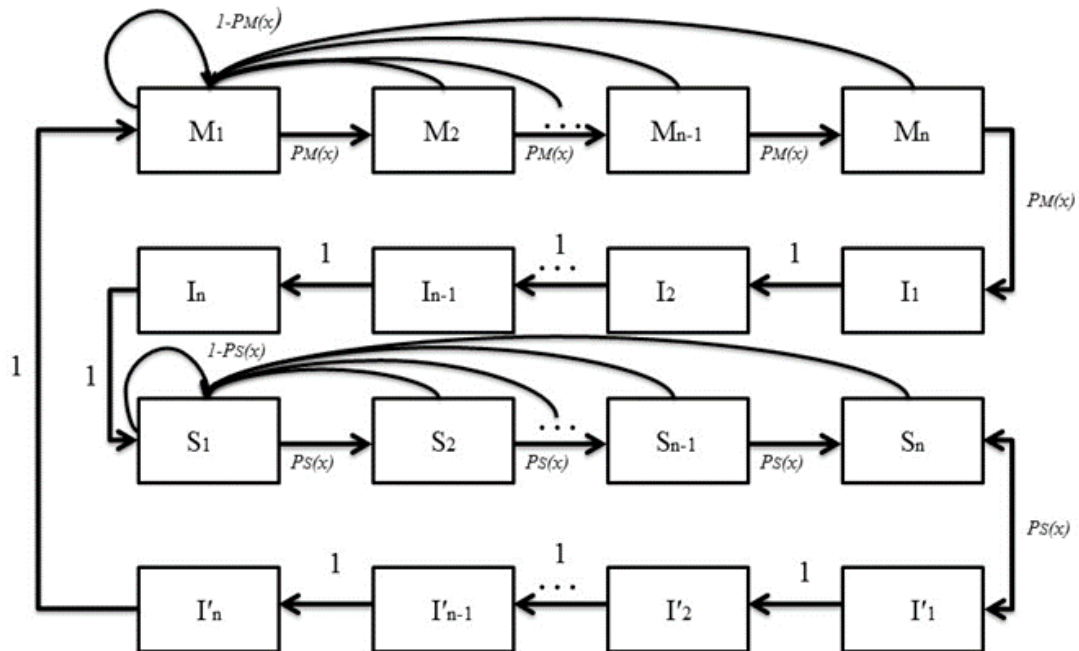 1-PM(x)
M1 M2 ... Mn-1 Mn
PM(x) PM(x) PM(x) PM(x)
1 1 1
In In-1 ... I2 I1
1 1
1-PS(x)
S1 S2 ... Sn-1 Sn
PS(x) PS(x) PS(x) PS(x)
1 1 1
I'n I'n-1 ... I'2 I'1